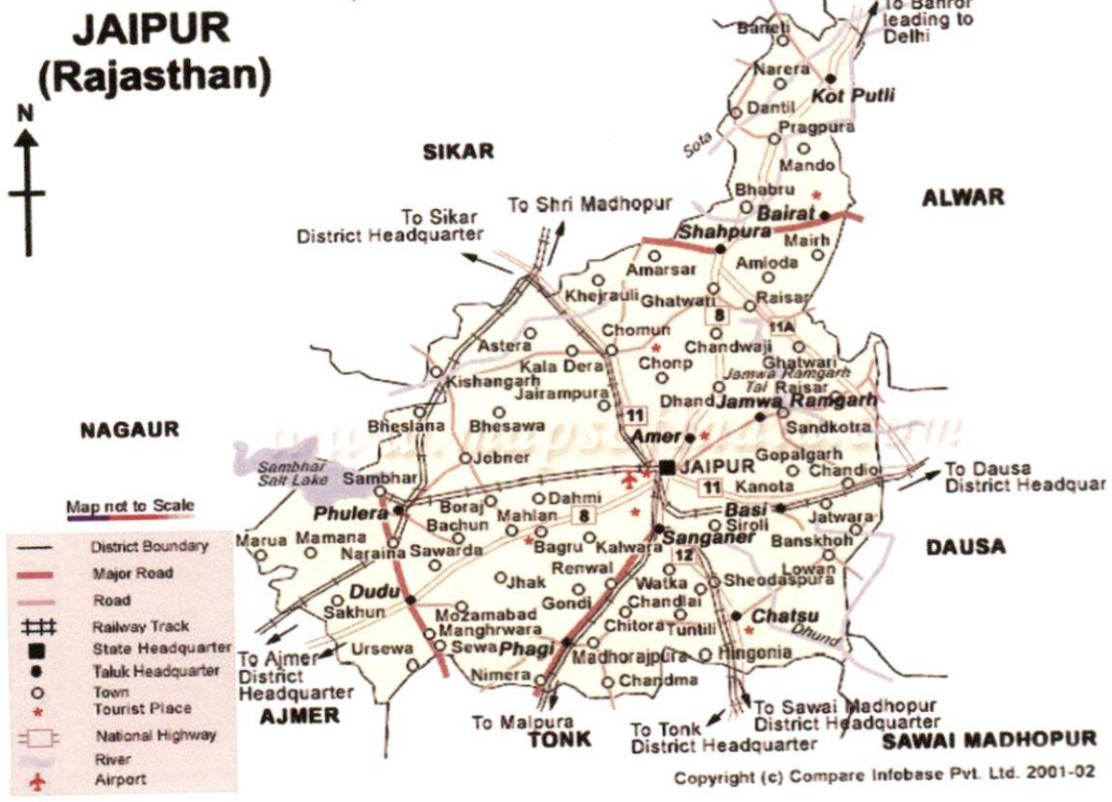 JAIPUR
(Rajasthan)
N
To Bahror
leading to
Delhi
Baneti
Narera
Kot Putli
Dantil
Pragpura
Sota
Mando
SIKAR
ALWAR
Bhabru
Bairat
To Shri Madhopur
To Sikar
District Headquarter
Shahpura
Mairh
Amarsar
Amloda
Khejrauli
Ghatwati
Raisar
8
11A
Chomun
Astera
Chandwaji
Kala Dera
Chonp
Ghatwari
Jamwa Ramgarh
Tal
Raisar
Kishangarh
Jairampura
Dhand
Jamwa Ramgarh
11
Bheslana
Bhesawa
Sandkotra
NAGAUR
Amer
Jobner
Gopalgarh
Sambhar
Salt Lake
Sambhar
JAIPUR
Chandio
To Dausa
District Headquar
11
Kanota
Map not to Scale
Phulera
Boraj
Dahmi
8
Basi
Jatwara
Bachun
Mahlan
Siroli
Marua
Mamana
Naraina
Sawarda
Bagru
Kalwara
Sanganer
Banskhoh
DAUSA
12
Renwal
Lowan
Jhak
Watka
Sheodaspura
Dudu
Gondi
Chandlai
Sakhun
Mozamabad
Chitora
Tuntili
Chatsu
Manghrwara
Dhund
Ursewa
Sewa
Phagi
Madhorajpura
Hingonia
To Ajmer
District
Headquarter
Nimera
Chandma
AJMER
To Malpura
TONK
To Tonk
District Headquarter
To Sawai Madhopur
District Headquarter
SAWAI MADHOPUR
District Boundary
Major Road
Road
Railway Track
State Headquarter
Taluk Headquarter
Town
Tourist Place
National Highway
River
Airport
Copyright (c) Compare Infobase Pvt. Ltd. 2001-02